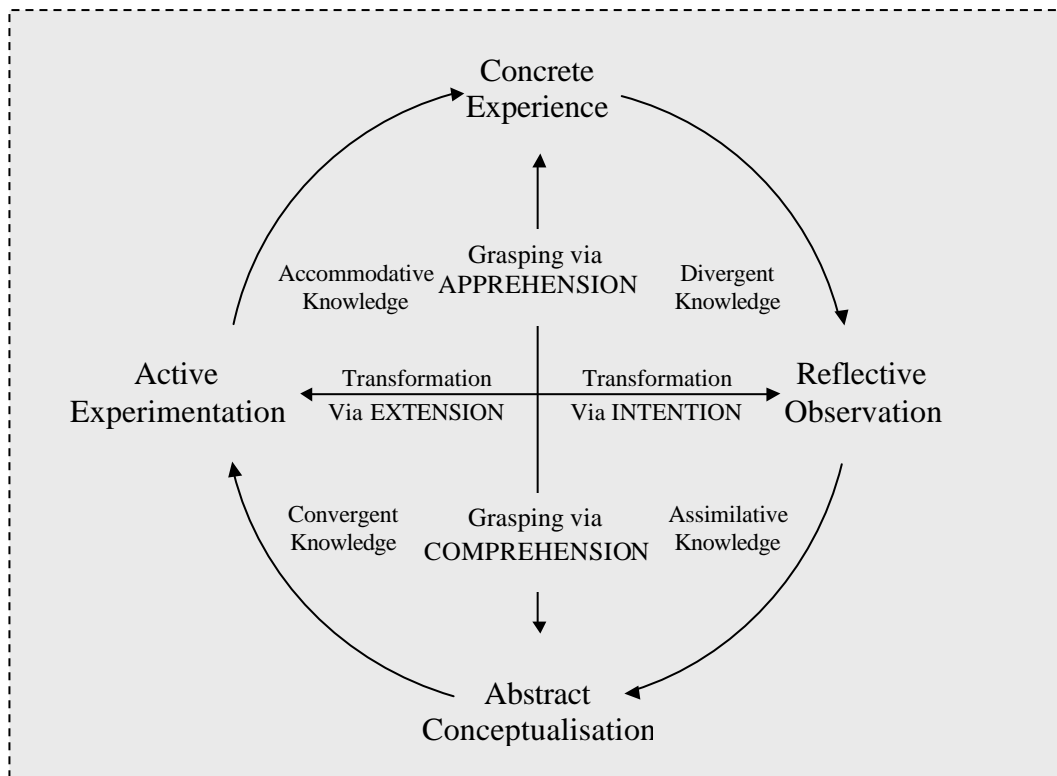 Concrete
Experience
Grasping via
APPREHENSION
Accommodative
Knowledge
Divergent
Knowledge
Active
Experimentation
Transformation
Via EXTENSION
Transformation
Via INTENTION
Reflective
Observation
Convergent
Knowledge
Grasping via
COMPREHENSION
Assimilative
Knowledge
Abstract
Conceptualisation